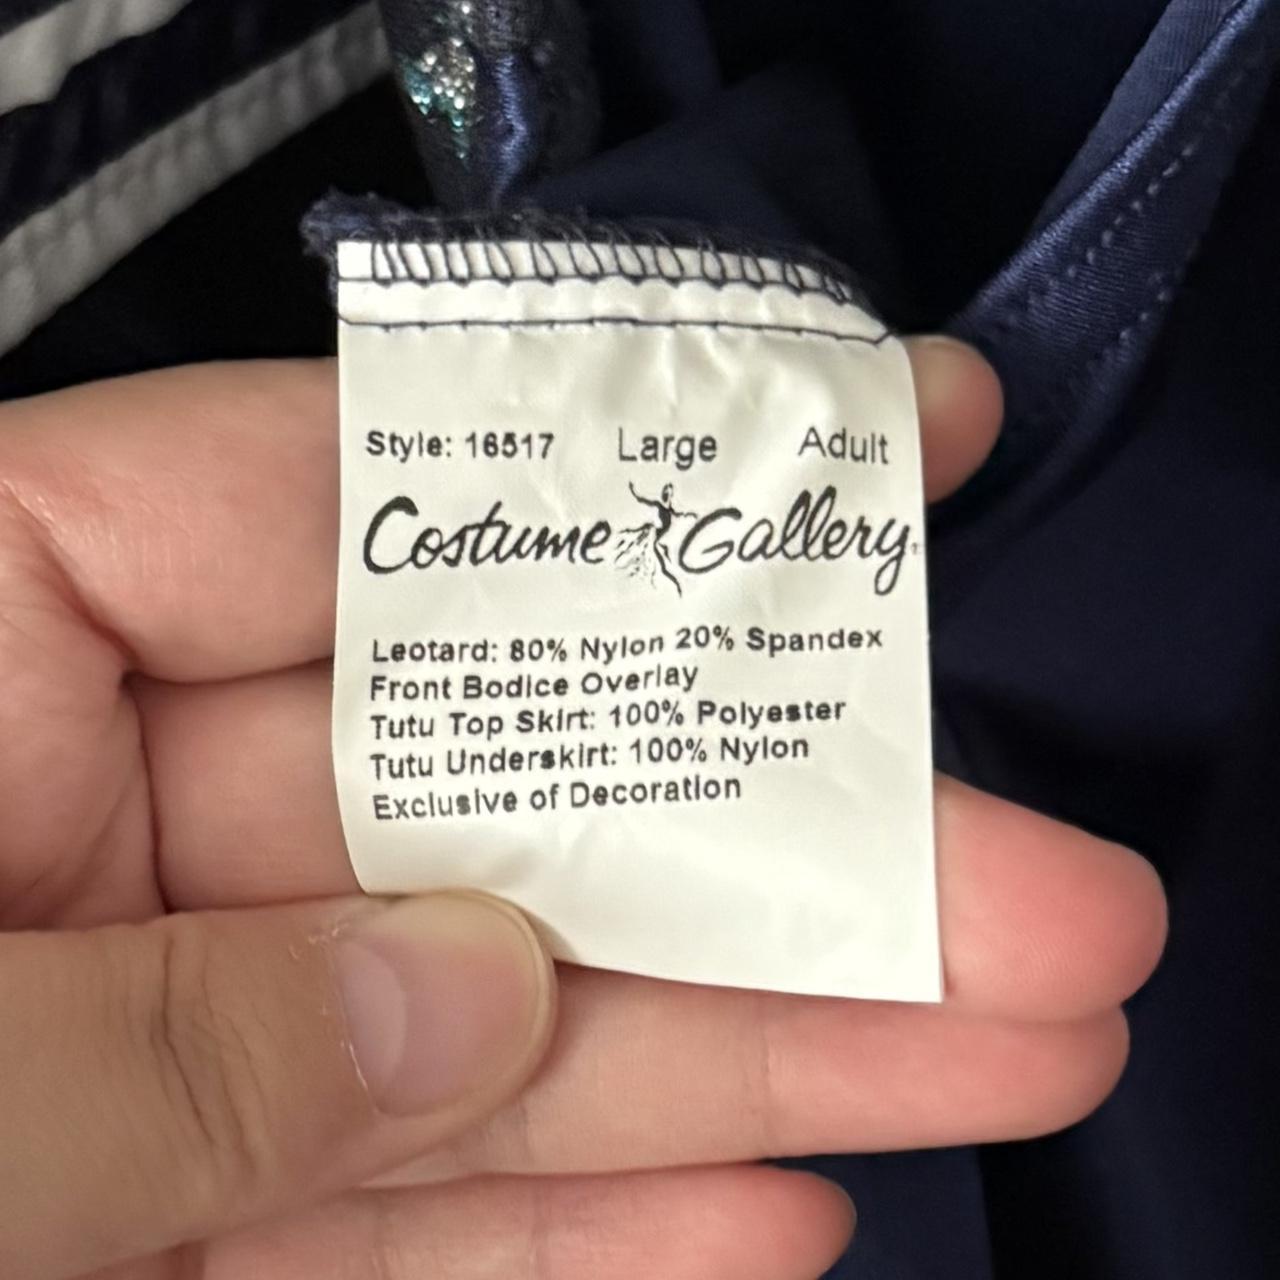 Style: 16517 Large Adult
Costume Gallery
Leotard: 80% Nylon 20% Spandex
Front Bodice Overlay
Tutu Top Skirt: 100% Polyester
Tutu Underskirt: 100% Nylon
Exclusive of Decoration